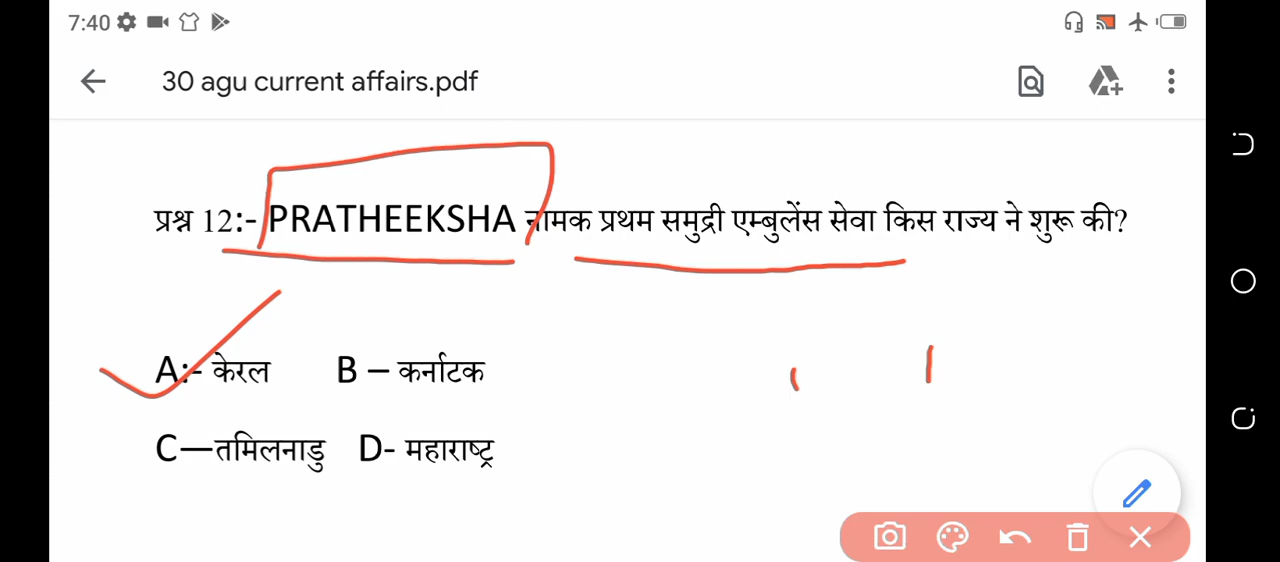 7:40
30 agu current affairs.pdf
प्रश्न 12:- PRATHEEKSHA नामक प्रथम समुद्री एम्बुलेंस सेवा किस राज्य ने शुरू की?
A:- केरल B – कर्नाटक
C—तमिलनाडु D- महाराष्ट्र